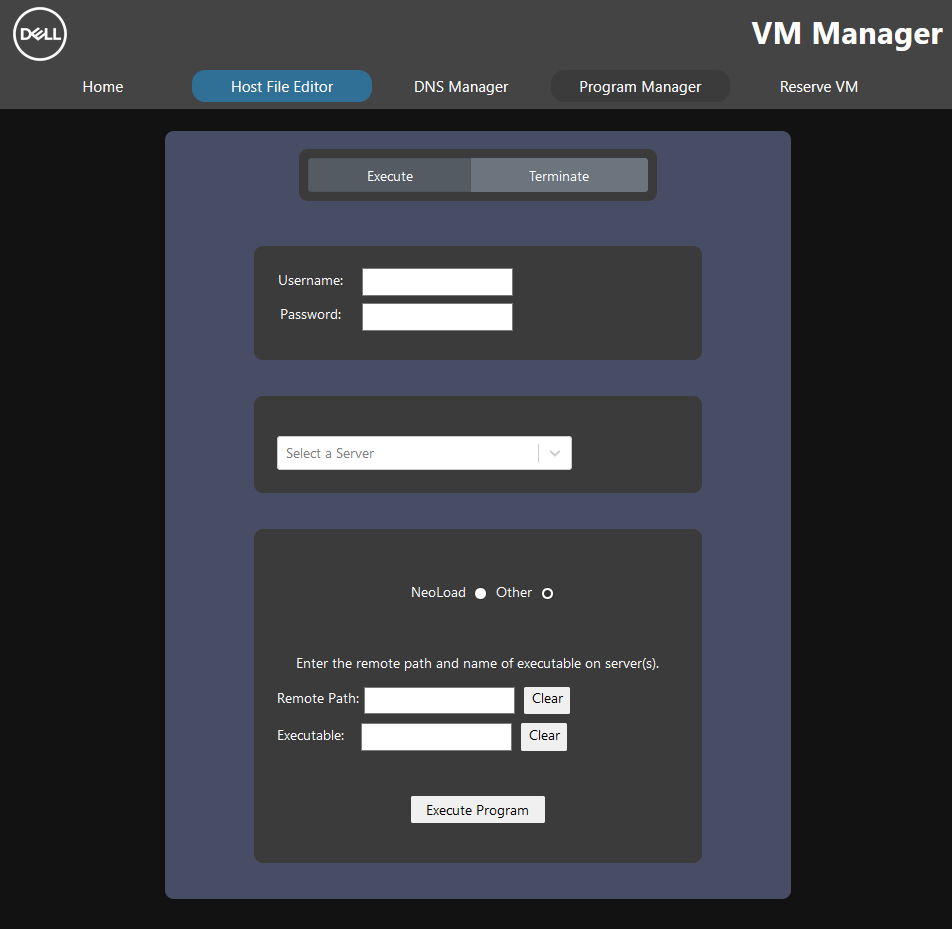 DELL
VM Manager
Home Host File Editor DNS Manager Program Manager Reserve VM
Execute Terminate
Username:
Password:
Select a Server
NeoLoad Other
Enter the remote path and name of executable on server(s).
Remote Path: Clear
Executable: Clear
Execute Program